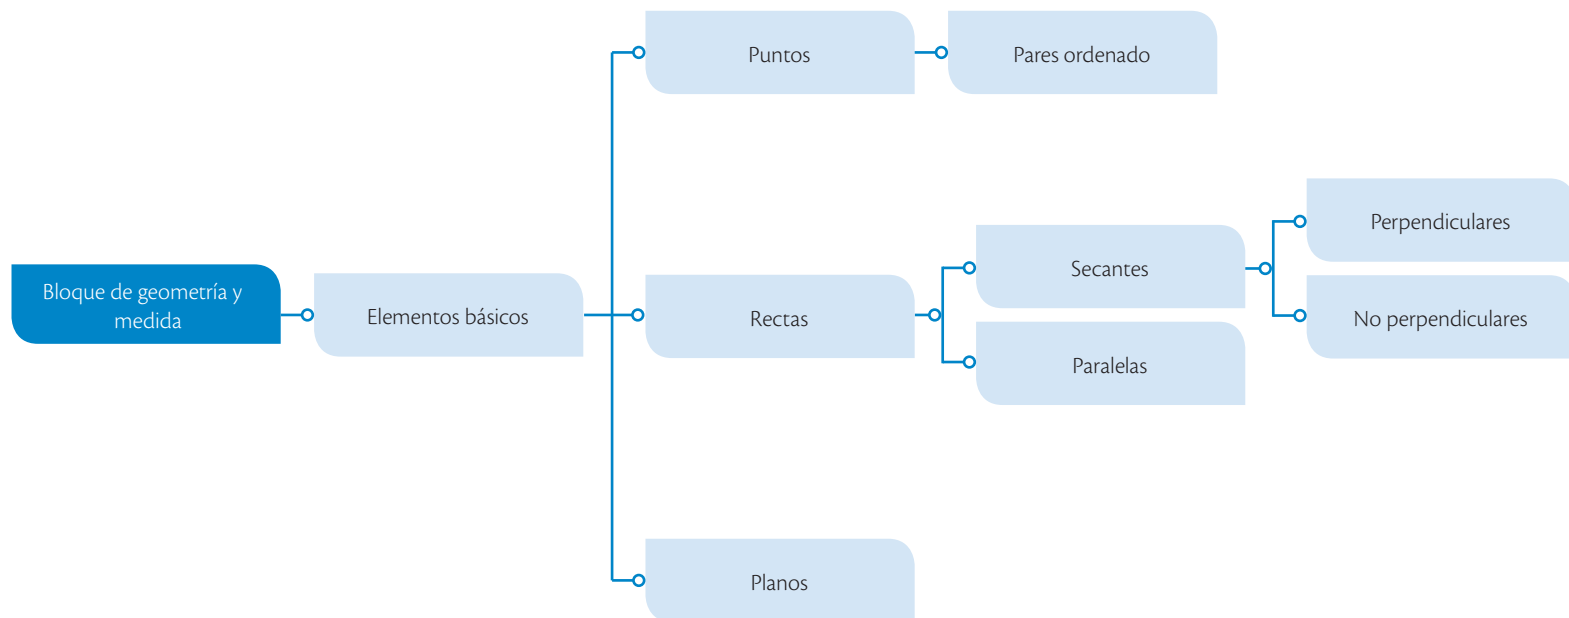 Puntos
Pares ordenado
Bloque de geometría y
medida
Elementos básicos
Rectas
Secantes
Paralelas
Perpendiculares
No perpendiculares
Planos